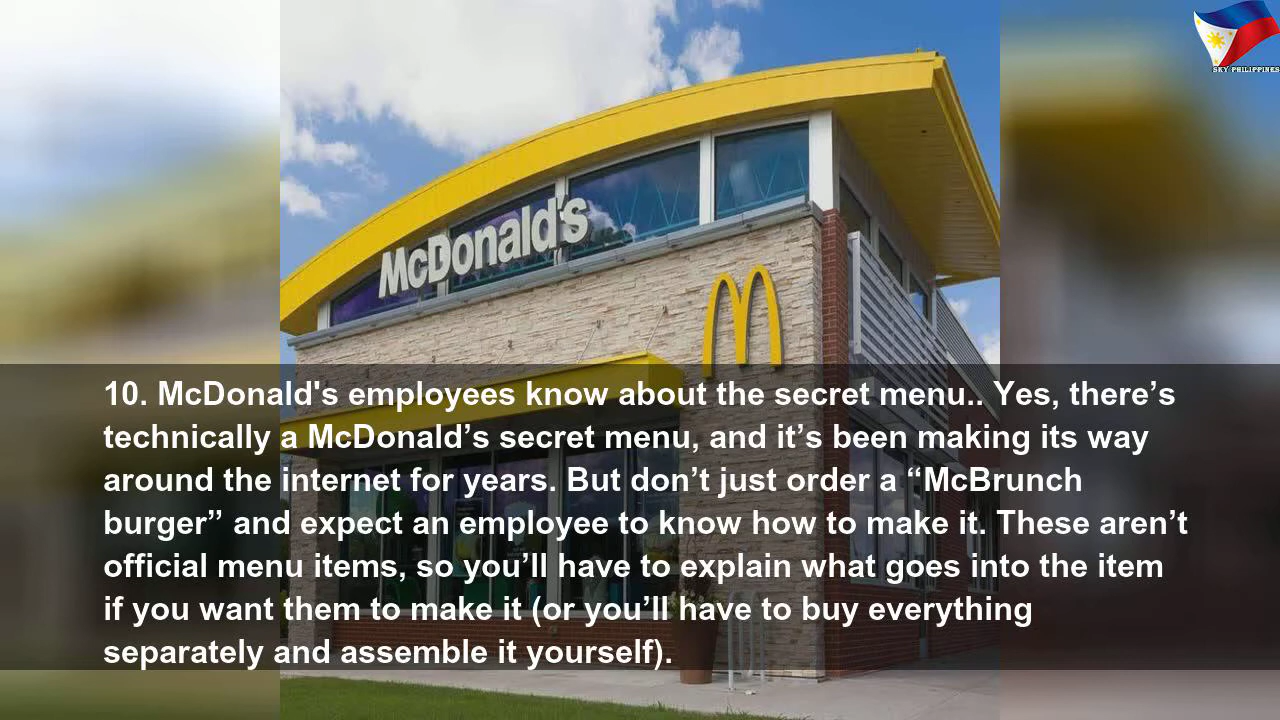 SKY PHILIPPINES
McDonald's
10. McDonald's employees know about the secret menu.. Yes, there’s
technically a McDonald’s secret menu, and it’s been making its way
around the internet for years. But don’t just order a “McBrunch
burger” and expect an employee to know how to make it. These aren’t
official menu items, so you’ll have to explain what goes into the item
if you want them to make it (or you’ll have to buy everything
separately and assemble it yourself).